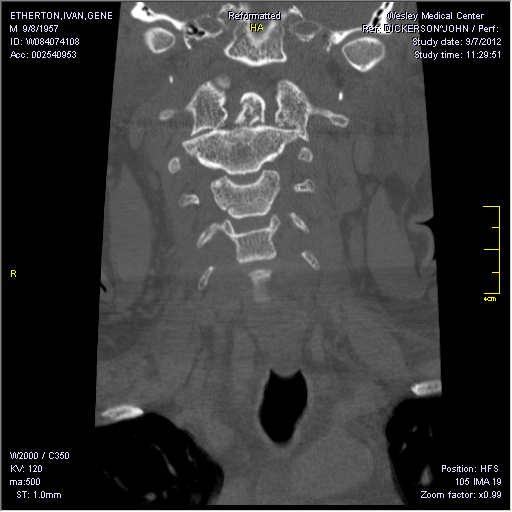 ETHERTON,IVAN,GENE
M 9/8/1957
ID: W084074108
Acc: 002540953
Reformatted
HA
Wesley Medical Center
Ref: DICKERSON^JOHN / Perf:
Study date: 9/7/2012
Study time: 11:29:51
R
4cm
W2000 / C350
KV: 120
ma:500
ST: 1.0mm
Position: HFS
105 IMA 19
Zoom factor: x0.99